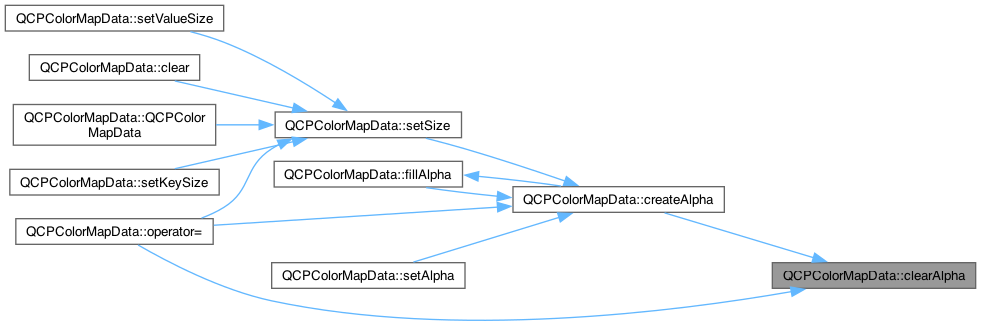 QCPColorMapData::setValueSize
QCPColorMapData::clear
QCPColorMapData::QCPColor
MapData
QCPColorMapData::setSize
QCPColorMapData::fillAlpha
QCPColorMapData::setKeySize
QCPColorMapData::createAlpha
QCPColorMapData::operator=
QCPColorMapData::setAlpha
QCPColorMapData::clearAlpha